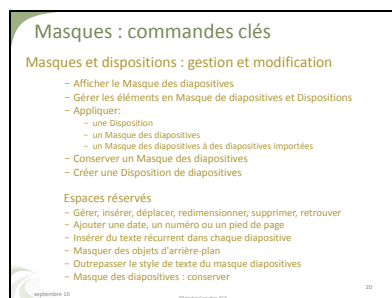 Masques : commandes clés
Masques et dispositions : gestion et modification
– Afficher le Masque des diapositives
– Gérer les éléments en Masque de diapositives et Dispositions
– Appliquer:
– une Disposition
– un Masque des diapositives
– un Masque des diapositives à des diapositives importées
– Conserver un Masque des diapositives
– Créer une Disposition de diapositives
Espaces réservés
– Gérer, insérer, déplacer, redimensionner, supprimer, retrouver
– Ajouter une date, un numéro ou un pied de page
– Insérer du texte récurrent dans chaque diapositive
– Masquer des objets d'arrière-plan
– Outrepasser le style de texte du masque diapositives
– Masque des diapositives : conserver
septembre 16
20